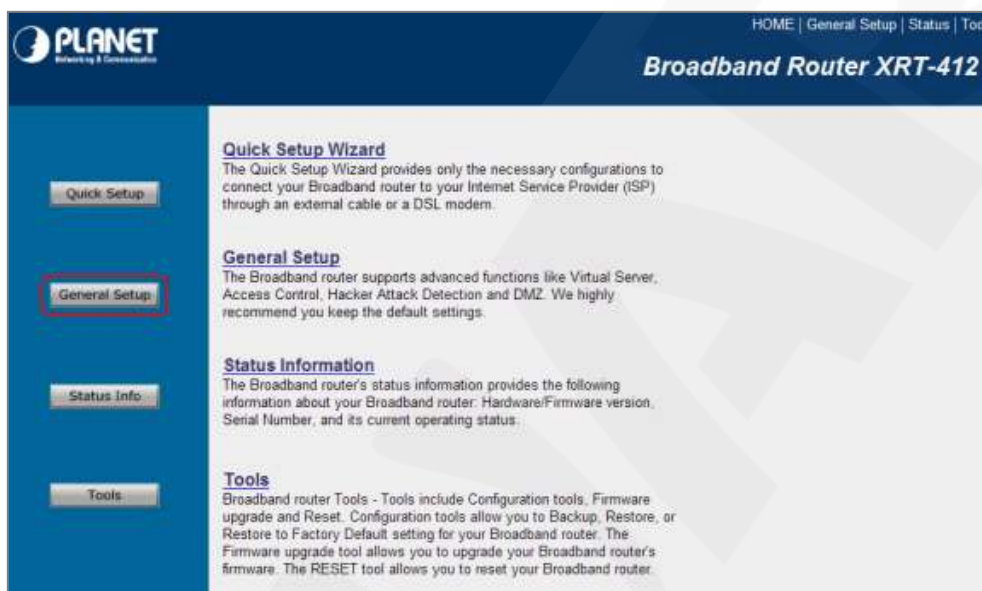 HOME | General Setup | Status |
PLANET
Networking & Communication
Broadband Router XRT-412
Quick Setup
General Setup
Status Info
Tools
Quick Setup Wizard
The Quick Setup Wizard provides only the necessary configurations to
connect your Broadband router to your Internet Service Provider (ISP)
through an external cable or a DSL modem.
General Setup
The Broadband router supports advanced functions like Virtual Server,
Access Control, Hacker Attack Detection and DMZ. We highly
recommend you keep the default settings.
Status Information
The Broadband router's status information provides the following
information about your Broadband router: Hardware/Firmware version,
Serial Number, and its current operating status.
Tools
Broadband router Tools - Tools include Configuration tools, Firmware
upgrade and Reset. Configuration tools allow you to Backup, Restore, or
Restore to Factory Default setting for your Broadband router. The
Firmware upgrade tool allows you to upgrade your Broadband router's
firmware. The RESET tool allows you to reset your Broadband router.